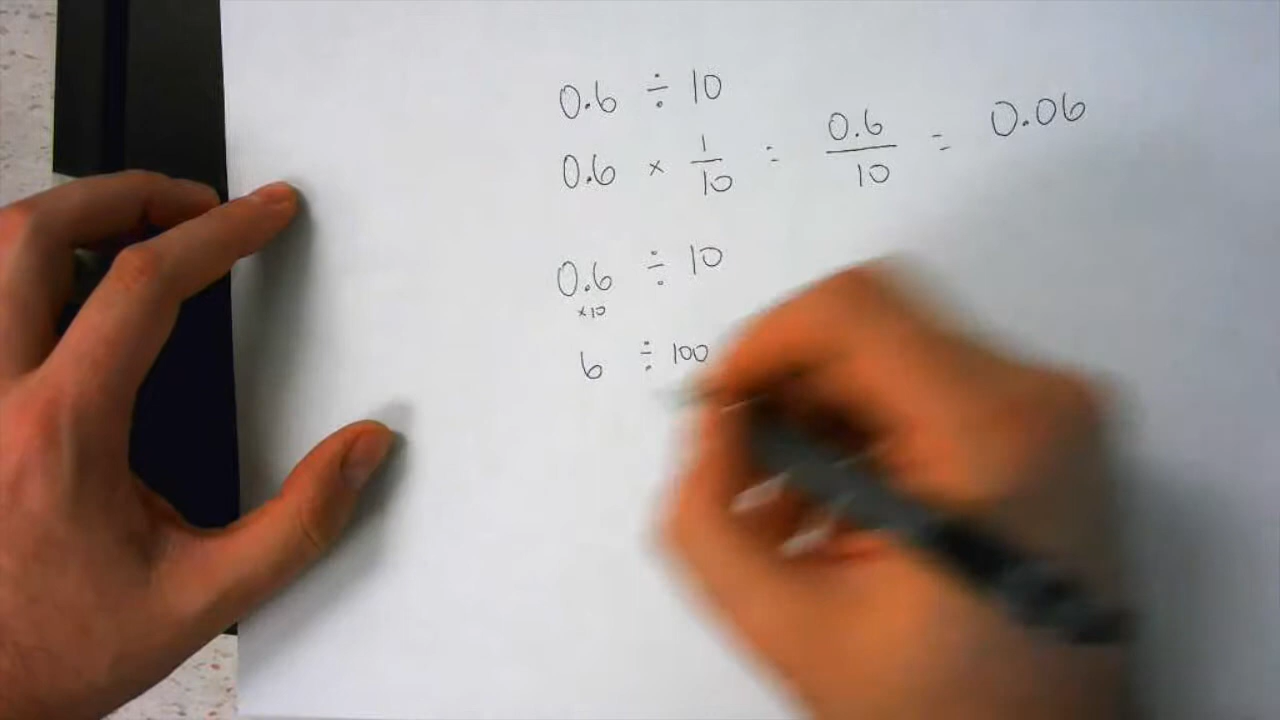 0.6 ÷ 10
0.6 × 1/10 = 0.6/10 = 0.06
0.6 ÷ 10
×10
6 ÷ 100